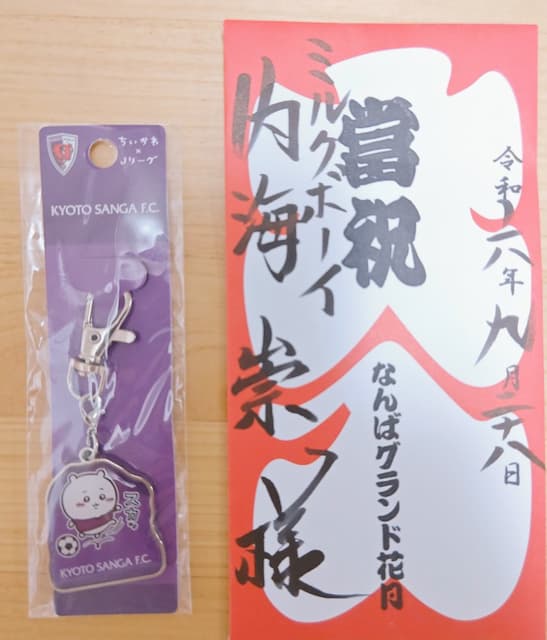 ちいかわ
×
Jリーグ
KYOTO SANGA F.C.
KYOTO SANGA F.C.
令和六年九月二十八日
當祝
なんばグランド花月
ミルクボーイ
内海崇様